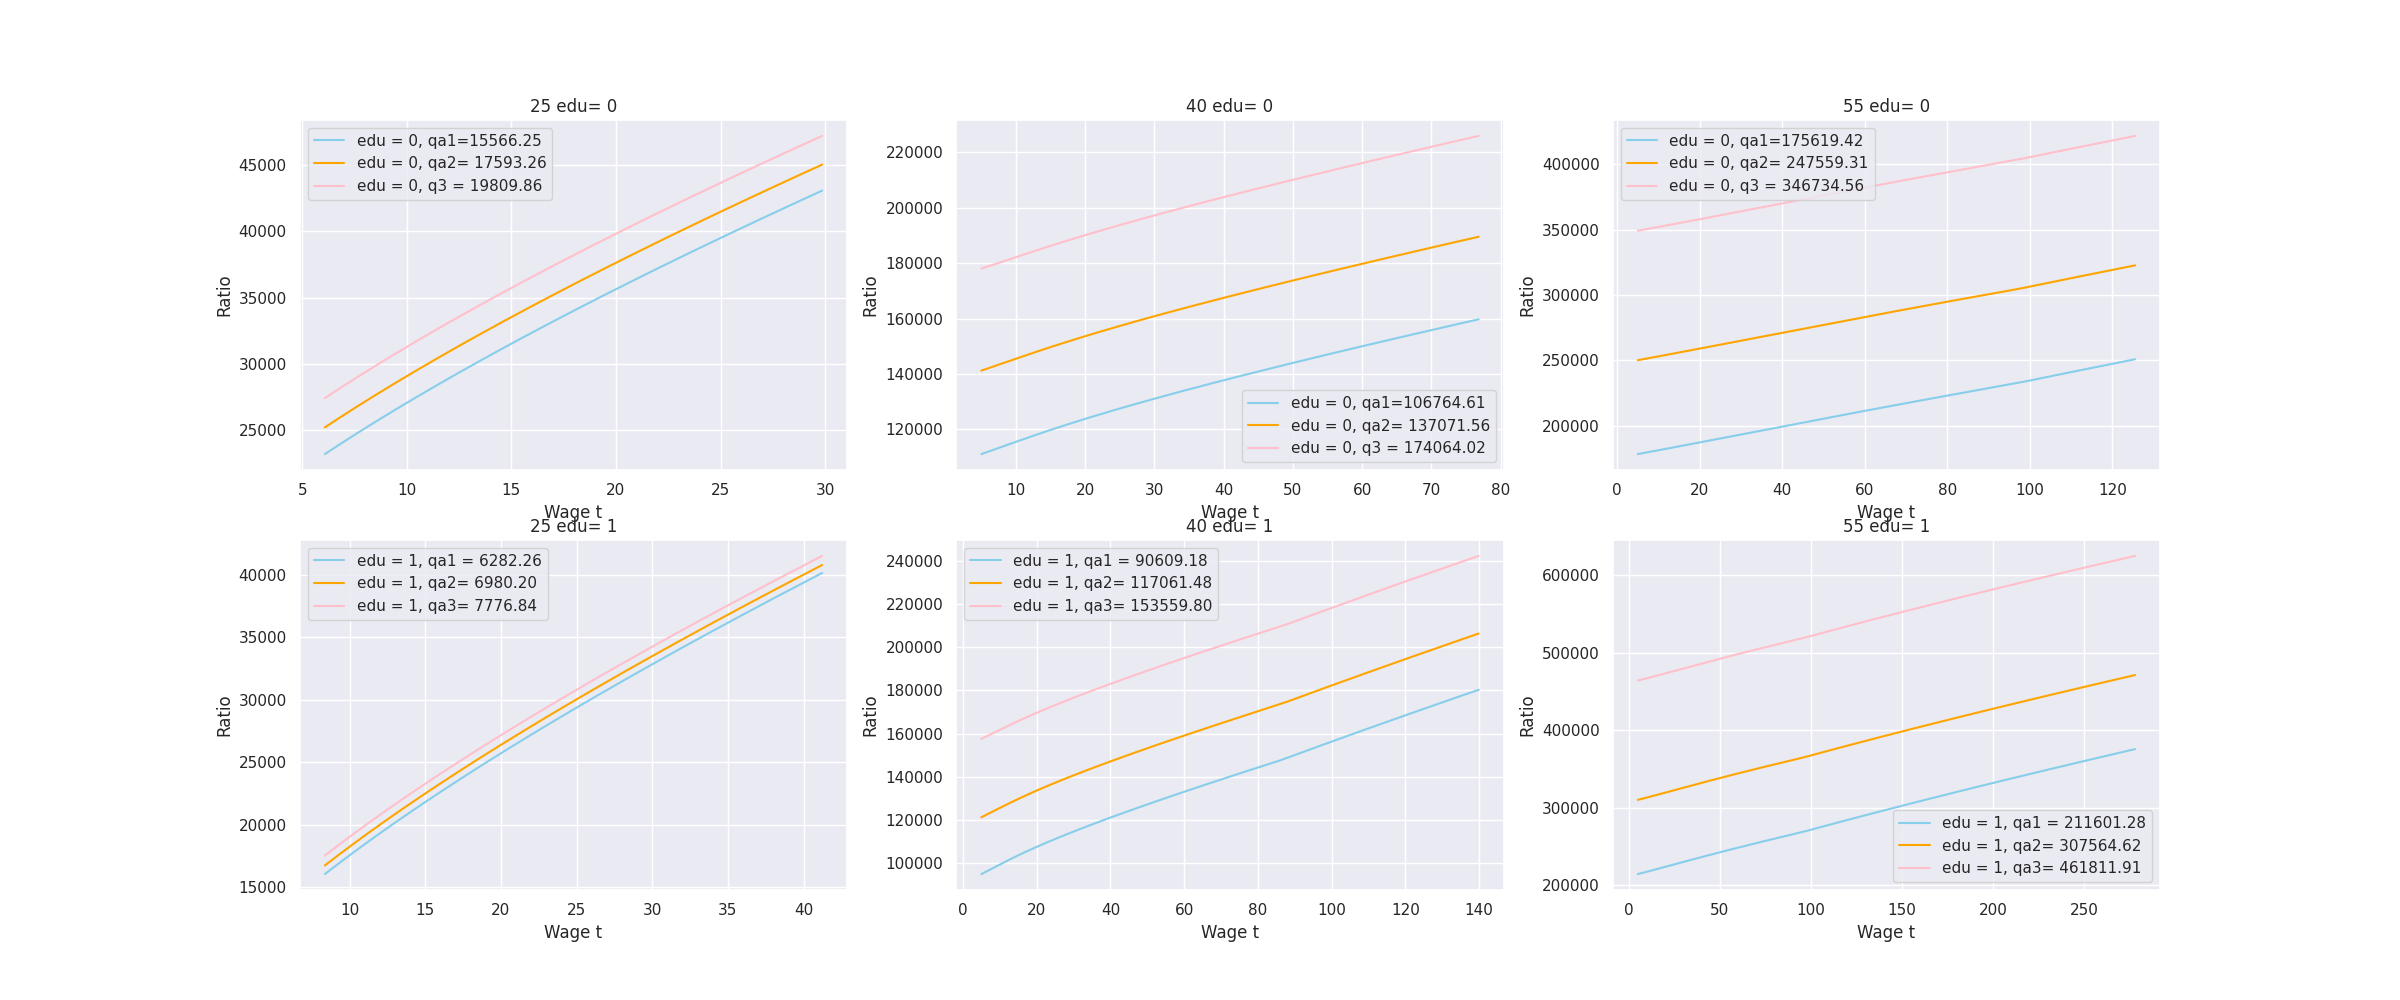 25 edu= 0
edu = 0, qa1=15566.25
edu = 0, qa2= 17593.26
edu = 0, q3 = 19809.86
Ratio
45000
40000
35000
30000
25000
5 10 15 20 25 30
Wage t
40 edu= 0
edu = 0, qa1=106764.61
edu = 0, qa2= 137071.56
edu = 0, q3 = 174064.02
Ratio
220000
200000
180000
160000
140000
120000
10 20 30 40 50 60 70 80
Wage t
55 edu= 0
edu = 0, qa1=175619.42
edu = 0, qa2= 247559.31
edu = 0, q3 = 346734.56
Ratio
400000
350000
300000
250000
200000
0 20 40 60 80 100 120
Wage t
25 edu= 1
edu = 1, qa1 = 6282.26
edu = 1, qa2= 6980.20
edu = 1, qa3= 7776.84
Ratio
40000
35000
30000
25000
20000
15000
10 15 20 25 30 35 40
Wage t
40 edu= 1
edu = 1, qa1 = 90609.18
edu = 1, qa2= 117061.48
edu = 1, qa3= 153559.80
Ratio
240000
220000
200000
180000
160000
140000
120000
100000
0 20 40 60 80 100 120 140
Wage t
55 edu= 1
edu = 1, qa1 = 211601.28
edu = 1, qa2= 307564.62
edu = 1, qa3= 461811.91
Ratio
600000
500000
400000
300000
200000
0 50 100 150 200 250
Wage t